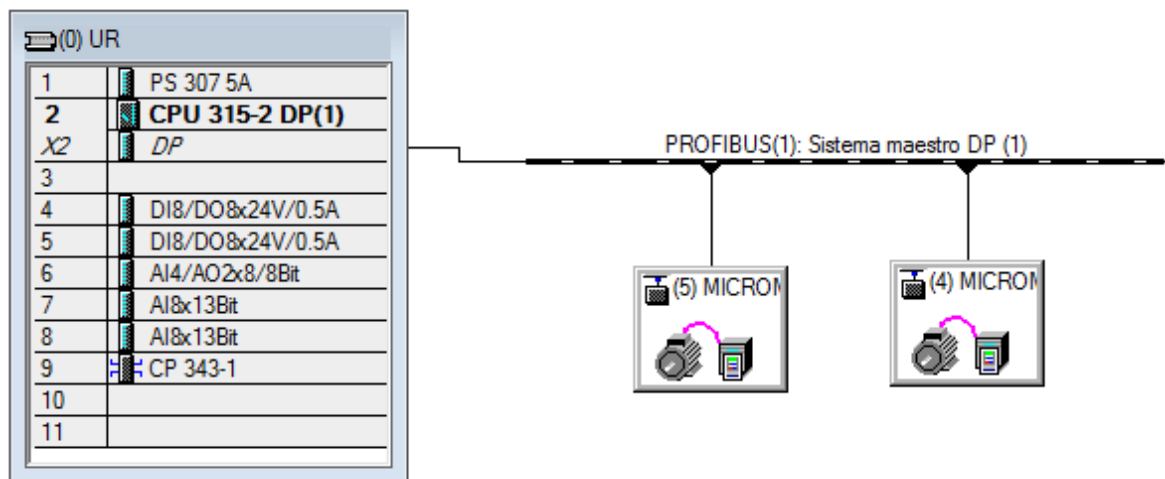 (0) UR
1 PS 307 5A
2 CPU 315-2 DP(1)
X2 DP
3
4 DI8/DO8x24V/0.5A
5 DI8/DO8x24V/0.5A
6 AI4/AO2x8/8Bit
7 AI8x13Bit
8 AI8x13Bit
9 CP 343-1
10
11
PROFIBUS(1): Sistema maestro DP (1)
(5) MICROM
(4) MICROM